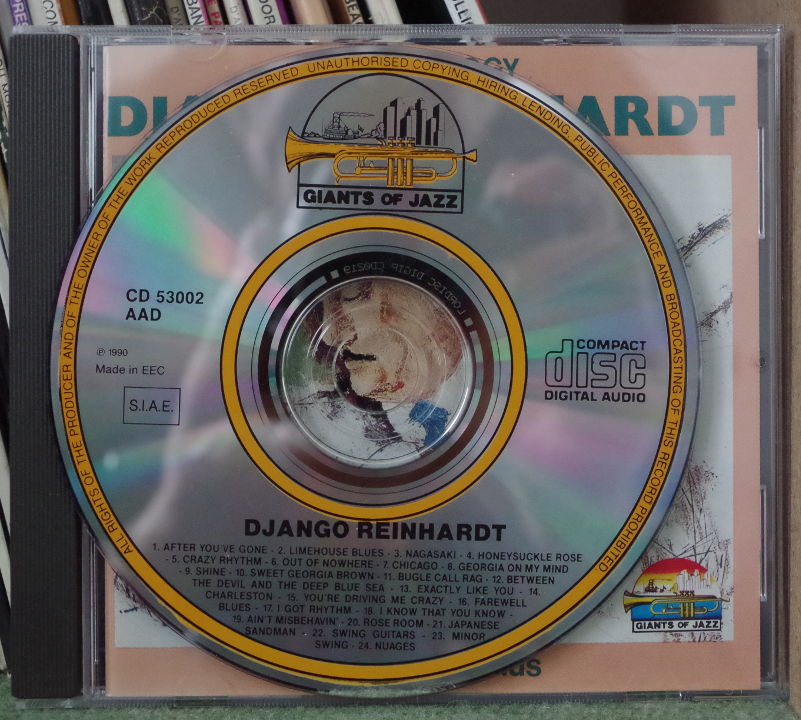 ARDT
GIANTS OF JAZZ
ALL RIGHTS OF THE PRODUCER AND OF THE OWNER OF THE WORK REPRODUCED RESERVED. UNAUTHORISED COPYING, HIRING, LENDING, PUBLIC PERFORMANCE AND BROADCASTING OF THIS RECORD PROHIBITED
CD 53002
AAD
℗ 1990
Made in EEC
S.I.A.E.
COMPACT
disc
DIGITAL AUDIO
DJANGO REINHARDT
1. AFTER YOU'VE GONE - 2. LIMEHOUSE BLUES - 3. NAGASAKI - 4. HONEYSUCKLE ROSE
- 5. CRAZY RHYTHM - 6. OUT OF NOWHERE - 7. CHICAGO - 8. GEORGIA ON MY MIND
- 9. SHINE - 10. SWEET GEORGIA BROWN - 11. BUGLE CALL RAG - 12. BETWEEN
THE DEVIL AND THE DEEP BLUE SEA - 13. EXACTLY LIKE YOU - 14.
CHARLESTON - 15. YOU'RE DRIVING ME CRAZY - 16. FAREWELL
BLUES - 17. I GOT RHYTHM - 18. I KNOW THAT YOU KNOW -
- 19. AIN'T MISBEHAVIN' - 20. ROSE ROOM - 21. JAPANESE
SANDMAN - 22. SWING GUITARS - 23. MINOR
SWING - 24. NUAGES
GIANTS OF JAZZ